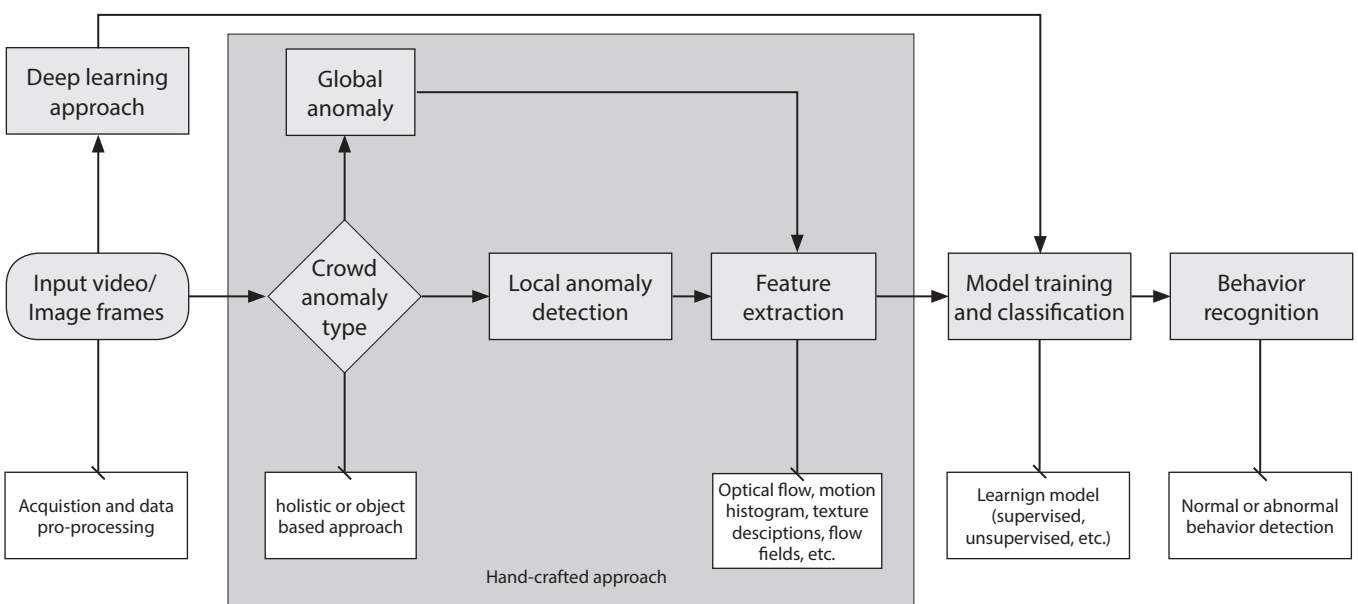 Deep learning
approach
Global
anomaly
Input video/
Image frames
Crowd
anomaly
type
Local anomaly
detection
Feature
extraction
Model training
and classification
Behavior
recognition
Acquistion and data
pro-processing
holistic or object
based approach
Optical flow, motion
histogram, texture
desciptions, flow
fields, etc.
Learnign model
(supervised,
unsupervised, etc.)
Normal or abnormal
behavior detection
Hand-crafted approach